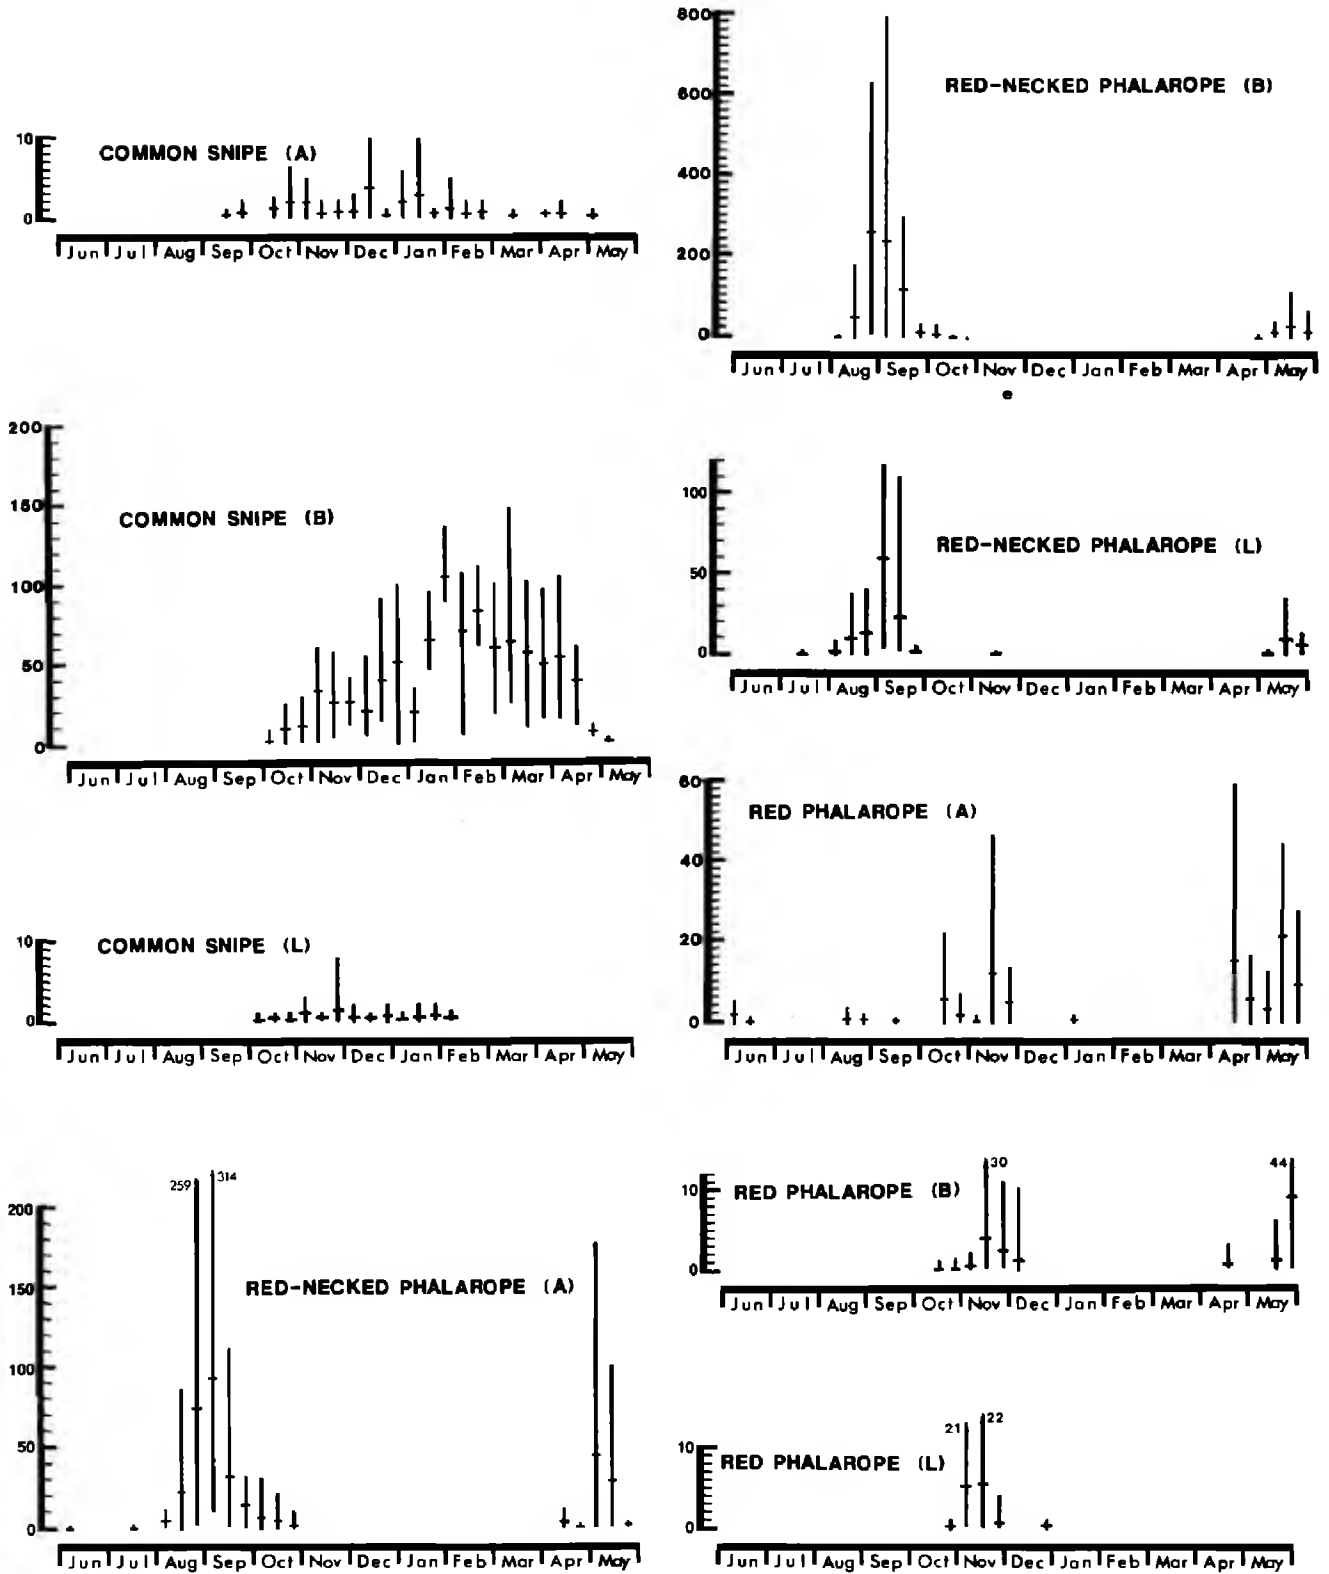 10
COMMON SNIPE (A)
0
Jun Jul Aug Sep Oct Nov Dec Jan Feb Mar Apr May
200
150
COMMON SNIPE (B)
100
50
0
Jun Jul Aug Sep Oct Nov Dec Jan Feb Mar Apr May
10
COMMON SNIPE (L)
0
Jun Jul Aug Sep Oct Nov Dec Jan Feb Mar Apr May
259 314
200
150
RED-NECKED PHALAROPE (A)
100
50
0
Jun Jul Aug Sep Oct Nov Dec Jan Feb Mar Apr May
800
RED-NECKED PHALAROPE (B)
600
400
200
0
Jun Jul Aug Sep Oct Nov Dec Jan Feb Mar Apr May
e
100
RED-NECKED PHALAROPE (L)
50
0
Jun Jul Aug Sep Oct Nov Dec Jan Feb Mar Apr May
60
RED PHALAROPE (A)
40
20
0
Jun Jul Aug Sep Oct Nov Dec Jan Feb Mar Apr May
30 44
10
RED PHALAROPE (B)
0
Jun Jul Aug Sep Oct Nov Dec Jan Feb Mar Apr May
21 22
10
RED PHALAROPE (L)
0
Jun Jul Aug Sep Oct Nov Dec Jan Feb Mar Apr May